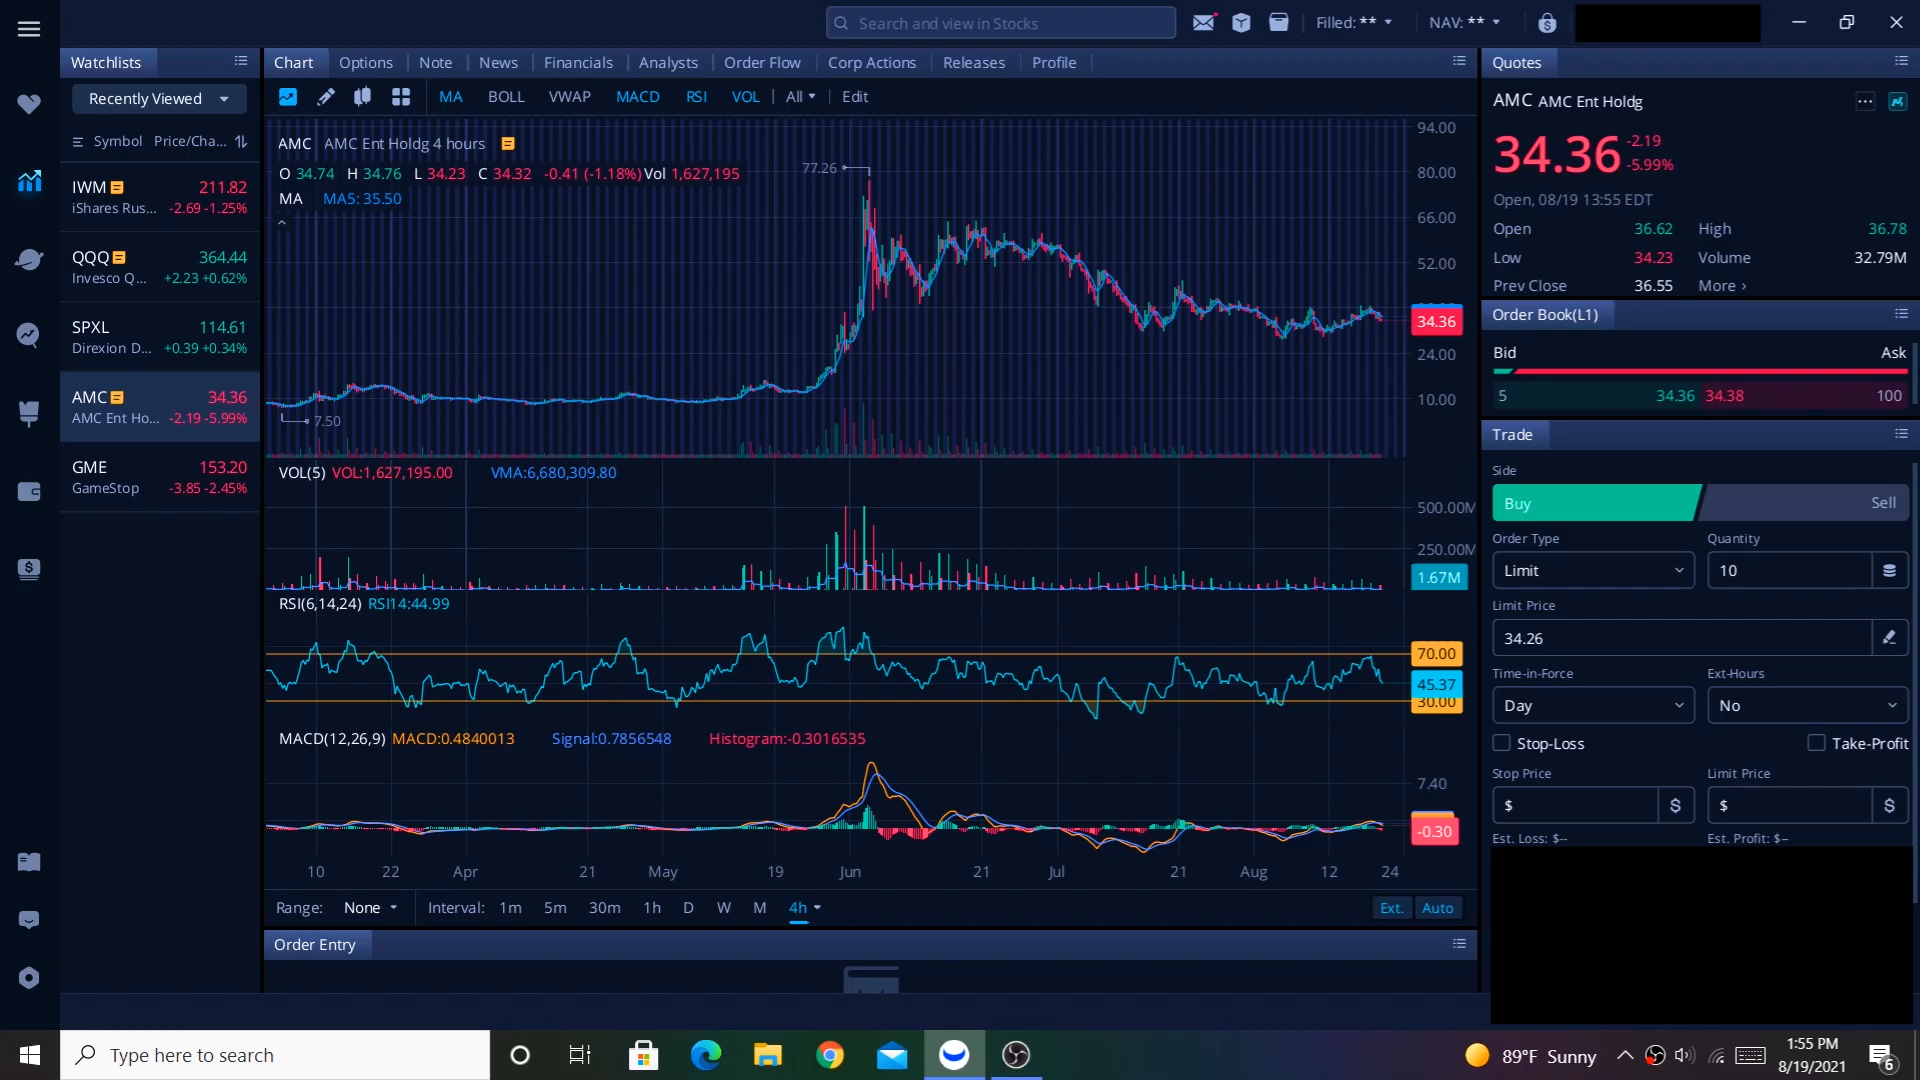 Search and view in Stocks
Filled: **
NAV: **
Watchlists
Recently Viewed
Symbol Price/Cha...
IWM 211.82
iShares Rus... -2.69 -1.25%
QQQ 364.44
Invesco Q... +2.23 +0.62%
SPXL 114.61
Direxion D... +0.39 +0.34%
AMC 34.36
AMC Ent Ho... -2.19 -5.99%
GME 153.20
GameStop -3.85 -2.45%
Chart Options Note News Financials Analysts Order Flow Corp Actions Releases Profile
MA BOLL VWAP MACD RSI VOL All Edit
AMC AMC Ent Holdg 4 hours
O 34.74 H 34.76 L 34.23 C 34.32 -0.41 (-1.18%) Vol 1,627,195
MA MA5: 35.50
77.26
7.50
94.00
80.00
66.00
52.00
34.36
24.00
10.00
VOL(5) VOL:1,627,195.00 VMA:6,680,309.80
500.00M
250.00M
1.67M
RSI(6,14,24) RSI14:44.99
70.00
45.37
30.00
MACD(12,26,9) MACD:0.4840013 Signal:0.7856548 Histogram:-0.3016535
7.40
-0.30
10 22 Apr 21 May 19 Jun 21 Jul 21 Aug 12 24
Range: None Interval: 1m 5m 30m 1h D W M 4h Ext. Auto
Order Entry
Quotes
AMC AMC Ent Holdg
34.36 -2.19
-5.99%
Open, 08/19 13:55 EDT
Open 36.62 High 36.78
Low 34.23 Volume 32.79M
Prev Close 36.55 More ›
Order Book(L1)
Bid Ask
5 34.36 34.38 100
Trade
Side
Buy Sell
Order Type Quantity
Limit 10
Limit Price
34.26
Time-in-Force Ext-Hours
Day No
Stop-Loss Take-Profit
Stop Price Limit Price
$ $ $ $
Est. Loss: $-- Est. Profit: $--
Type here to search
89°F Sunny
1:55 PM
8/19/2021
6